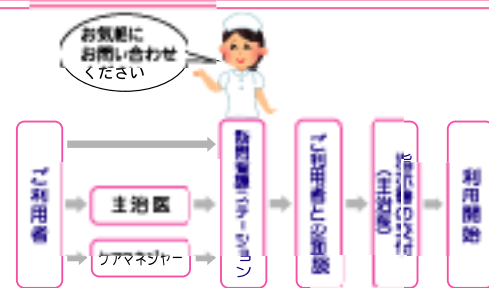 お気軽に
お問い合わせ
ください
ご利用者
主治医
ケアマネジャー
訪問看護ステーション
ご利用者との面談
(主治医)
利用開始